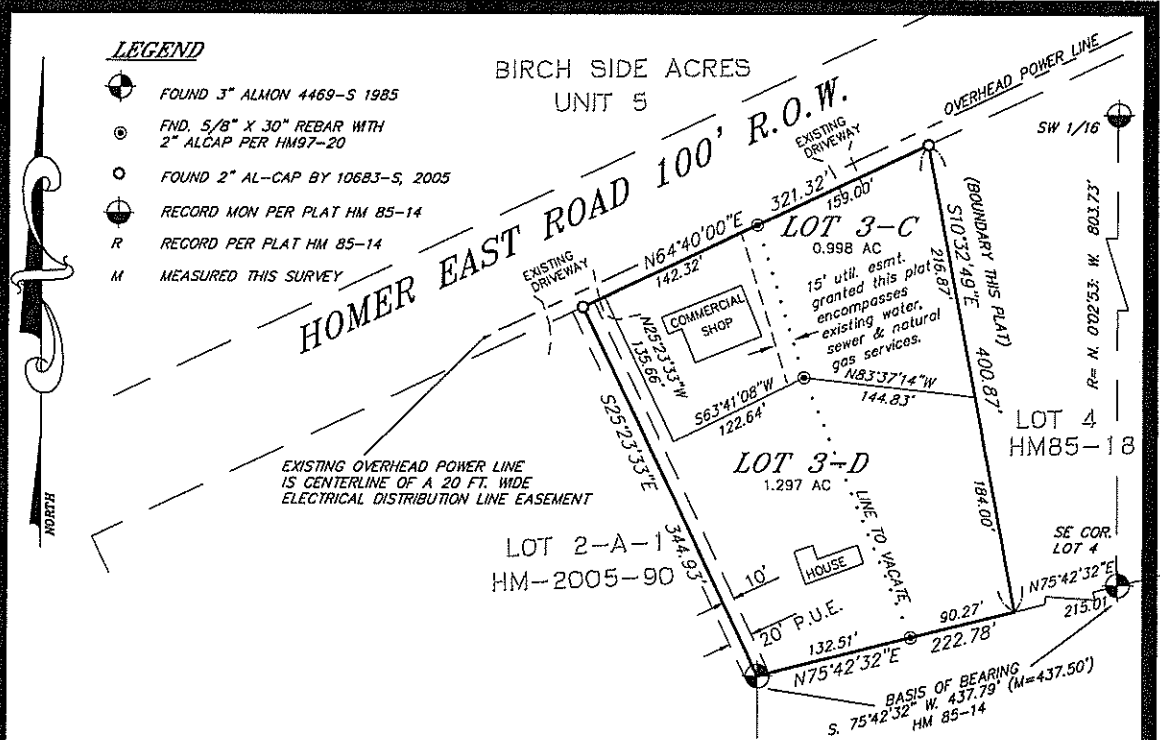 LEGEND
FOUND 3" ALMON 4469-S 1985
FND. 5/8" X 30" REBAR WITH
2" ALCAP PER HM97-20
FOUND 2" AL-CAP BY 10683-S, 2005
RECORD MON PER PLAT HM 85-14
R RECORD PER PLAT HM 85-14
M MEASURED THIS SURVEY
NORTH
BIRCH SIDE ACRES
UNIT 5
HOMER EAST ROAD 100' R.O.W.
OVERHEAD POWER LINE
SW 1/16
EXISTING
DRIVEWAY
321.32'
159.00'
N64°40'00"E
142.32'
EXISTING
DRIVEWAY
LOT 3-C
0.998 AC
15' util. esmt.
granted this plat
encompasses
existing water,
sewer & natural
gas services.
(BOUNDARY THIS PLAT)
S10°32'49"E 400.87'
216.87'
184.00'
R= N. 0°02'53: W. 803.73'
COMMERCIAL
SHOP
N25°23'33"W
135.66'
S63°41'08"W
122.64'
N83°37'14"W
144.83'
S25°23'33"E 344.93'
LOT 4
HM85-18
LOT 3-D
1.297 AC
EXISTING OVERHEAD POWER LINE
IS CENTERLINE OF A 20 FT. WIDE
ELECTRICAL DISTRIBUTION LINE EASEMENT
LOT 2-A-1
HM-2005-90
LINE TO VACATE
HOUSE
10'
20' P.U.E.
SE COR.
LOT 4
N75°42'32"E
215.01
90.27'
132.51'
N75°42'32"E 222.78'
BASIS OF BEARING
S. 75°42'32" W. 437.79' (M=437.50')
HM 85-14